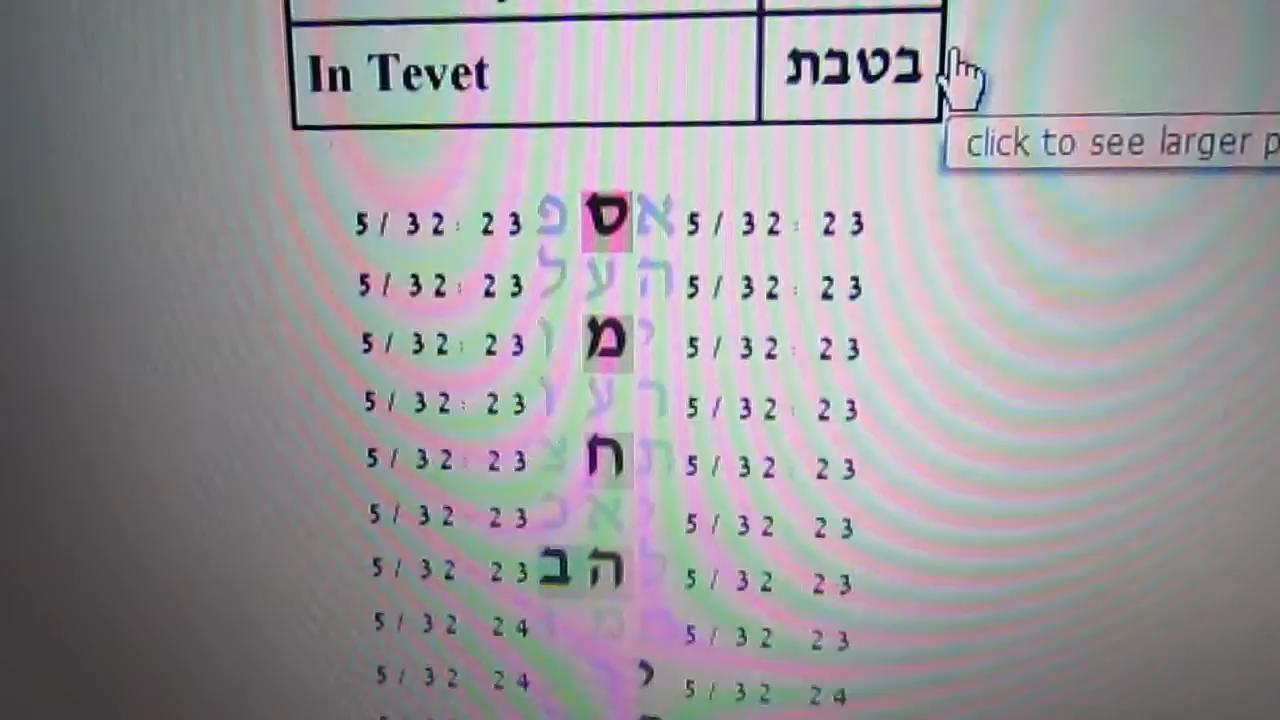 In Tevet בטבת
click to see larger p
5/32:23 פ ס א 5/32:23
5/32:23 ל ע ה 5/32:23
5/32:23 ו מ י 5/32:23
5/32:23 ו ע ר 5/32:23
5/32:23 צ ח ת 5/32:23
5/32 23 כ א י 5/32 23
5/32 23 ב ה ל 5/32 23
5/32 24 5/32 23
5/32 24 י 5/32 24